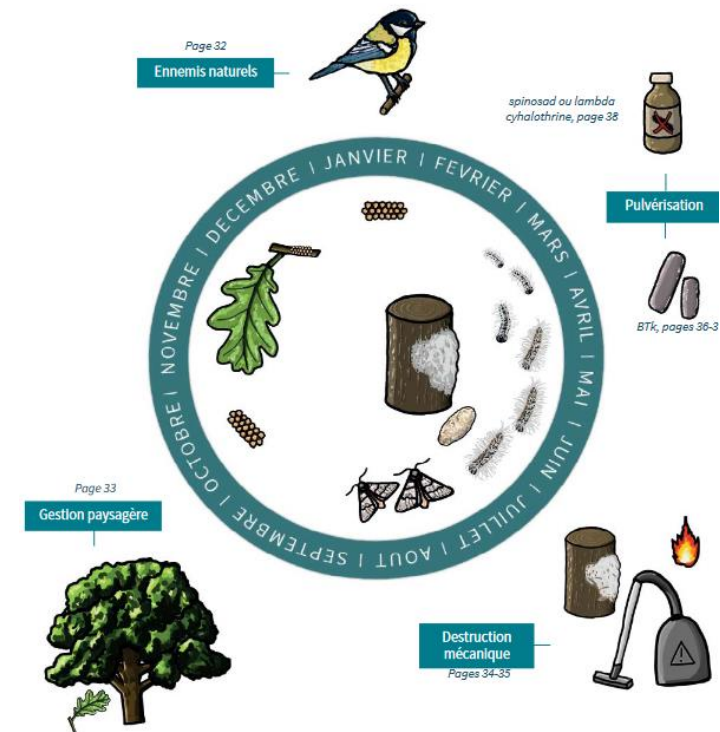 Page 32
Ennemis naturels
spinosad ou lambda
cyhalothrine, page 38
Pulvérisation
BTk, pages 36-3
JANVIER | FEVRIER | MARS | AVRIL | MAI | JUIN | JUILLET | AOUT | SEPTEMBRE | OCTOBRE | NOVEMBRE | DECEMBRE |
Page 33
Gestion paysagère
Destruction
mécanique
Pages 34-35